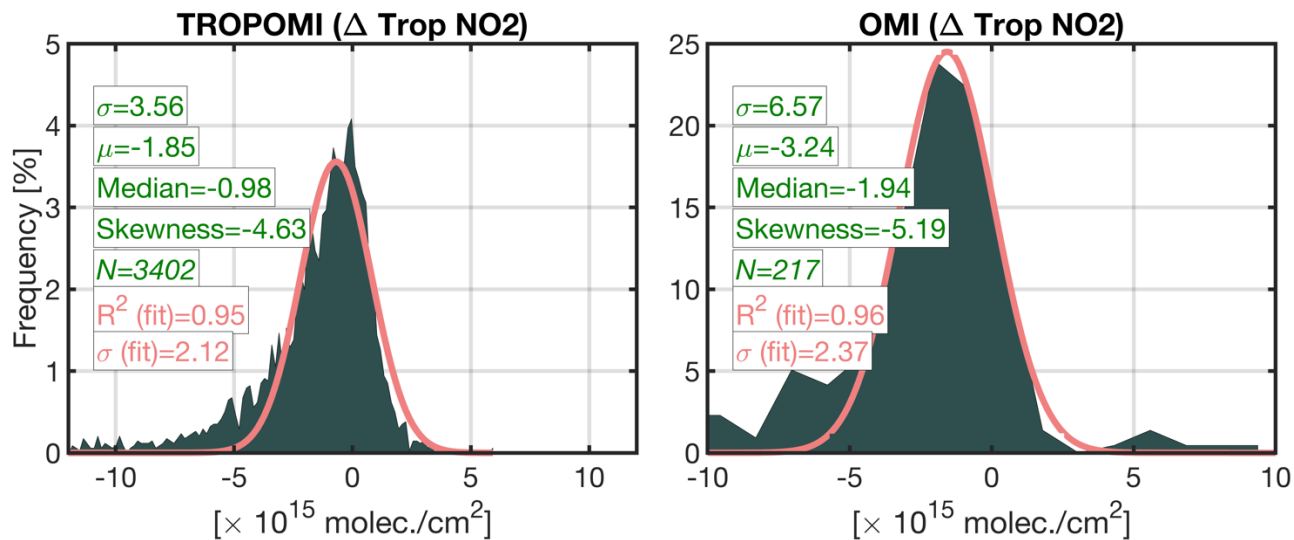 TROPOMI (Δ Trop NO2)
5
4
3
2
1
0
Frequency [%]
σ=3.56
μ=-1.85
Median=-0.98
Skewness=-4.63
N=3402
R² (fit)=0.95
σ (fit)=2.12
-10 -5 0 5 10
[× 10¹⁵ molec./cm²]
OMI (Δ Trop NO2)
25
20
15
10
5
0
σ=6.57
μ=-3.24
Median=-1.94
Skewness=-5.19
N=217
R² (fit)=0.96
σ (fit)=2.37
-10 -5 0 5 10
[× 10¹⁵ molec./cm²]